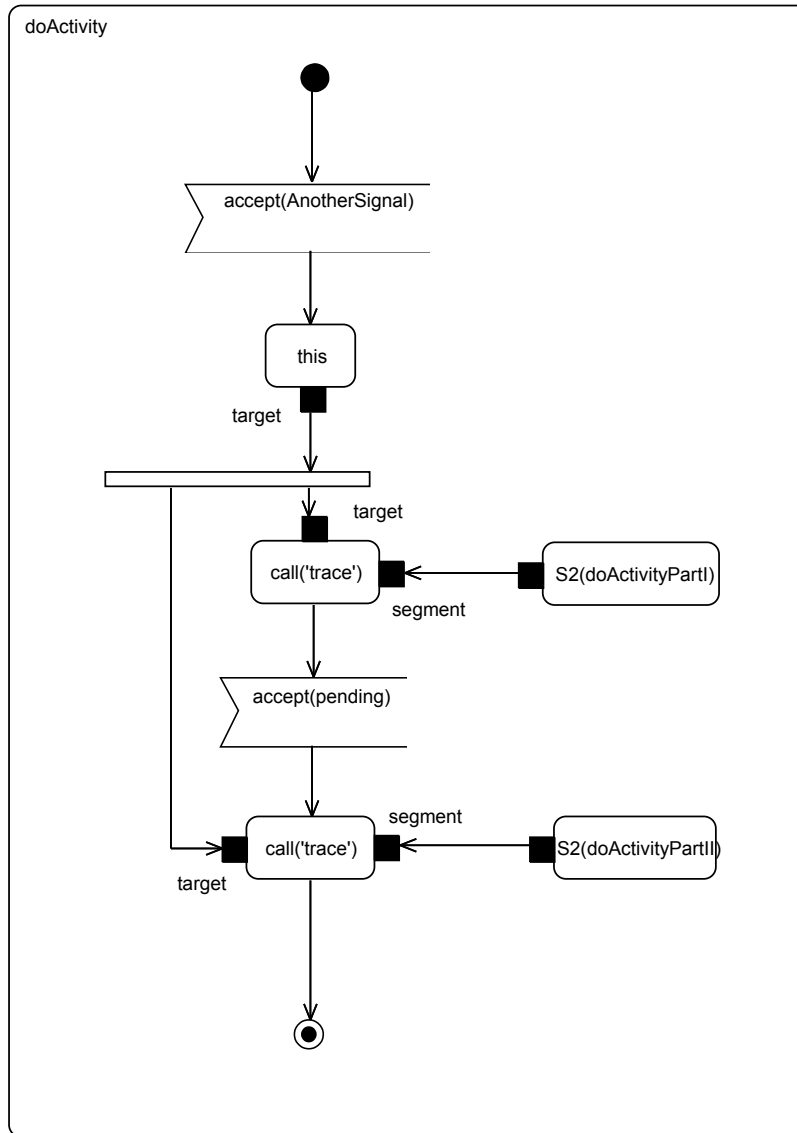 doActivity
accept(AnotherSignal)
this
target
target
call('trace')
S2(doActivityPartI)
segment
accept(pending)
segment
call('trace')
S2(doActivityPartII)
target